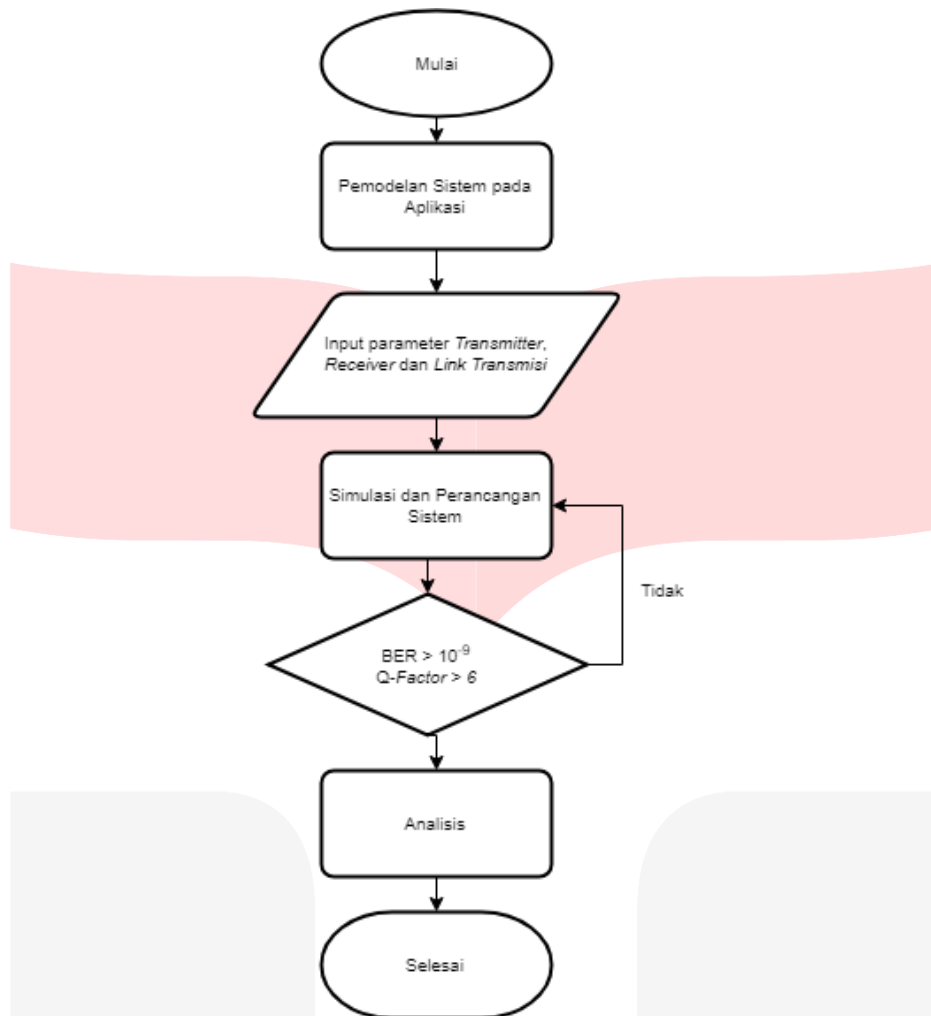 Mulai
Pemodelan Sistem pada
Aplikasi
Input parameter Transmitter,
Receiver dan Link Transmisi
Simulasi dan Perancangan
Sistem
Tidak
BER > 10⁻⁹
Q-Factor > 6
Analisis
Selesai